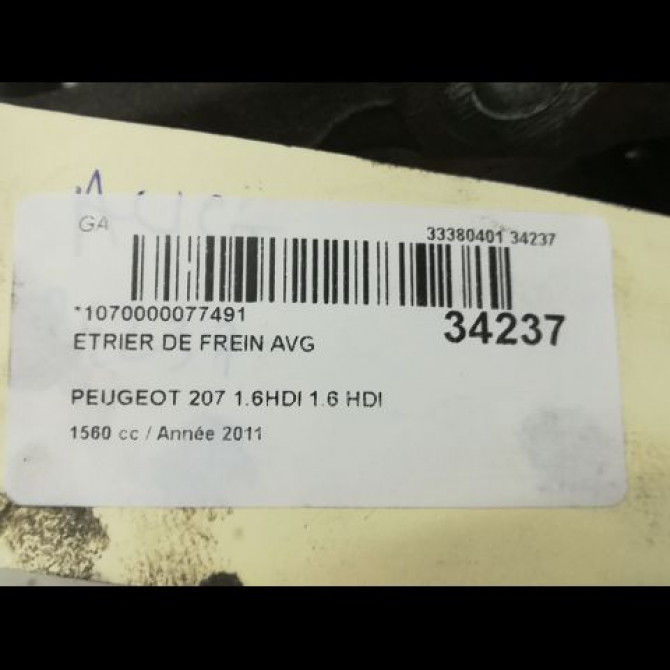 GA
33380401 34237
*1070000077491
34237
ETRIER DE FREIN AVG
PEUGEOT 207 1.6HDI 1.6 HDI
1560 cc / Année 2011